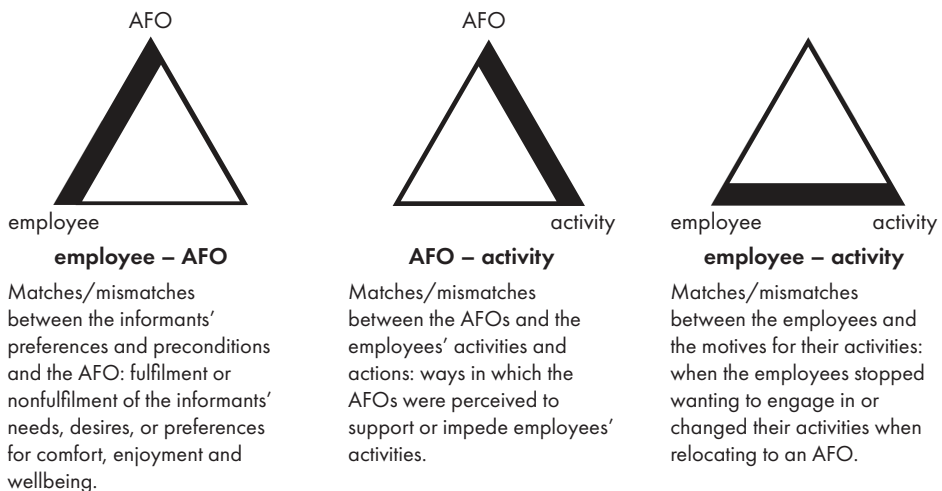 AFO
employee
employee – AFO
Matches/mismatches
between the informants’
preferences and preconditions
and the AFO: fulfilment or
nonfulfilment of the informants’
needs, desires, or preferences
for comfort, enjoyment and
wellbeing.
AFO
activity
AFO – activity
Matches/mismatches
between the AFOs and the
employees’ activities and
actions: ways in which the
AFOs were perceived to
support or impede employees’
activities.
employee activity
employee – activity
Matches/mismatches
between the employees and
the motives for their activities:
when the employees stopped
wanting to engage in or
changed their activities when
relocating to an AFO.